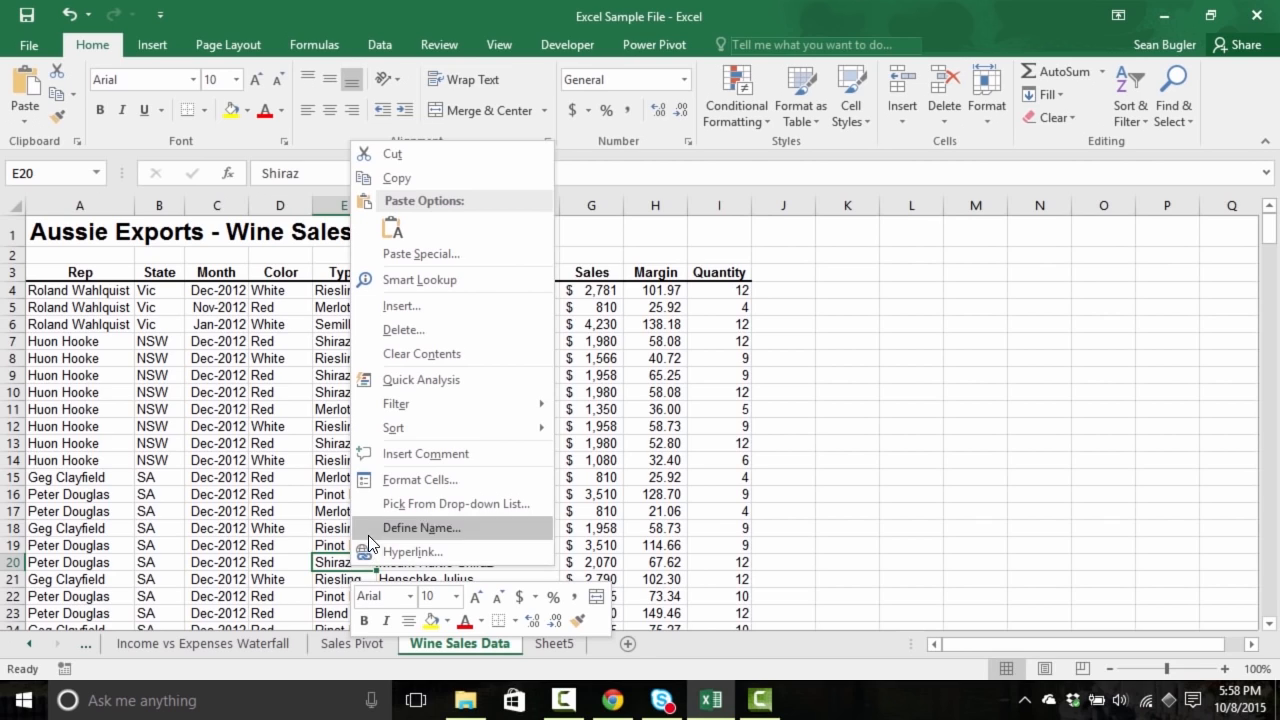 Excel Sample File - Excel
File Home Insert Page Layout Formulas Data Review View Developer Power Pivot Tell me what you want to do... Sean Bugler Share
Paste
Clipboard
Arial 10
B I U
Font
Wrap Text
Merge & Center
General
$ % ,
Number
Conditional Formatting
Format as Table
Cell Styles
Styles
Insert Delete Format
Cells
AutoSum
Fill
Clear
Sort & Filter
Find & Select
Editing
E20 fx Shiraz
A B C D E G H I J K L M N O P Q
1 Aussie Exports - Wine Sales
2
3 Rep State Month Color Typ Sales Margin Quantity
4 Roland Wahlquist Vic Dec-2012 White Riesli $ 2,781 101.97 12
5 Roland Wahlquist Vic Nov-2012 Red Merlot $ 810 25.92 4
6 Roland Wahlquist Vic Jan-2012 White Semill $ 4,230 138.18 12
7 Huon Hooke NSW Dec-2012 Red Shiraz $ 1,980 58.08 12
8 Huon Hooke NSW Dec-2012 White Riesli $ 1,566 40.72 9
9 Huon Hooke NSW Dec-2012 Red Shiraz $ 1,958 65.25 9
10 Huon Hooke NSW Dec-2012 Red Shiraz $ 1,980 58.08 12
11 Huon Hooke NSW Dec-2012 Red Merlot $ 1,350 36.00 5
12 Huon Hooke NSW Dec-2012 White Riesli $ 1,958 58.73 9
13 Huon Hooke NSW Dec-2012 Red Shiraz $ 1,980 52.80 12
14 Huon Hooke NSW Dec-2012 White Riesli $ 1,080 32.40 6
15 Geg Clayfield SA Dec-2012 Red Merlot $ 810 25.92 4
16 Peter Douglas SA Dec-2012 Red Pinot $ 3,510 128.70 9
17 Peter Douglas SA Dec-2012 Red Merlot $ 810 21.06 4
18 Geg Clayfield SA Dec-2012 White Riesli $ 1,958 58.73 9
19 Peter Douglas SA Dec-2012 Red Pinot $ 3,510 114.66 9
20 Peter Douglas SA Dec-2012 Red Shiraz $ 2,070 67.62 12
21 Geg Clayfield SA Dec-2012 White Riesling Henschke Julius $ 2,790 102.30 12
22 Peter Douglas SA Dec-2012 Red Pinot 5 73.34 10
23 Peter Douglas SA Dec-2012 Red Blend 0 149.46 12
Cut
Copy
Paste Options:
Paste Special...
Smart Lookup
Insert...
Delete...
Clear Contents
Quick Analysis
Filter
Sort
Insert Comment
Format Cells...
Pick From Drop-down List...
Define Name...
Hyperlink...
Arial 10 A A $ % ,
B I A
... Income vs Expenses Waterfall Sales Pivot Wine Sales Data Sheet5
Ready 100%
Ask me anything
5:58 PM
10/8/2015